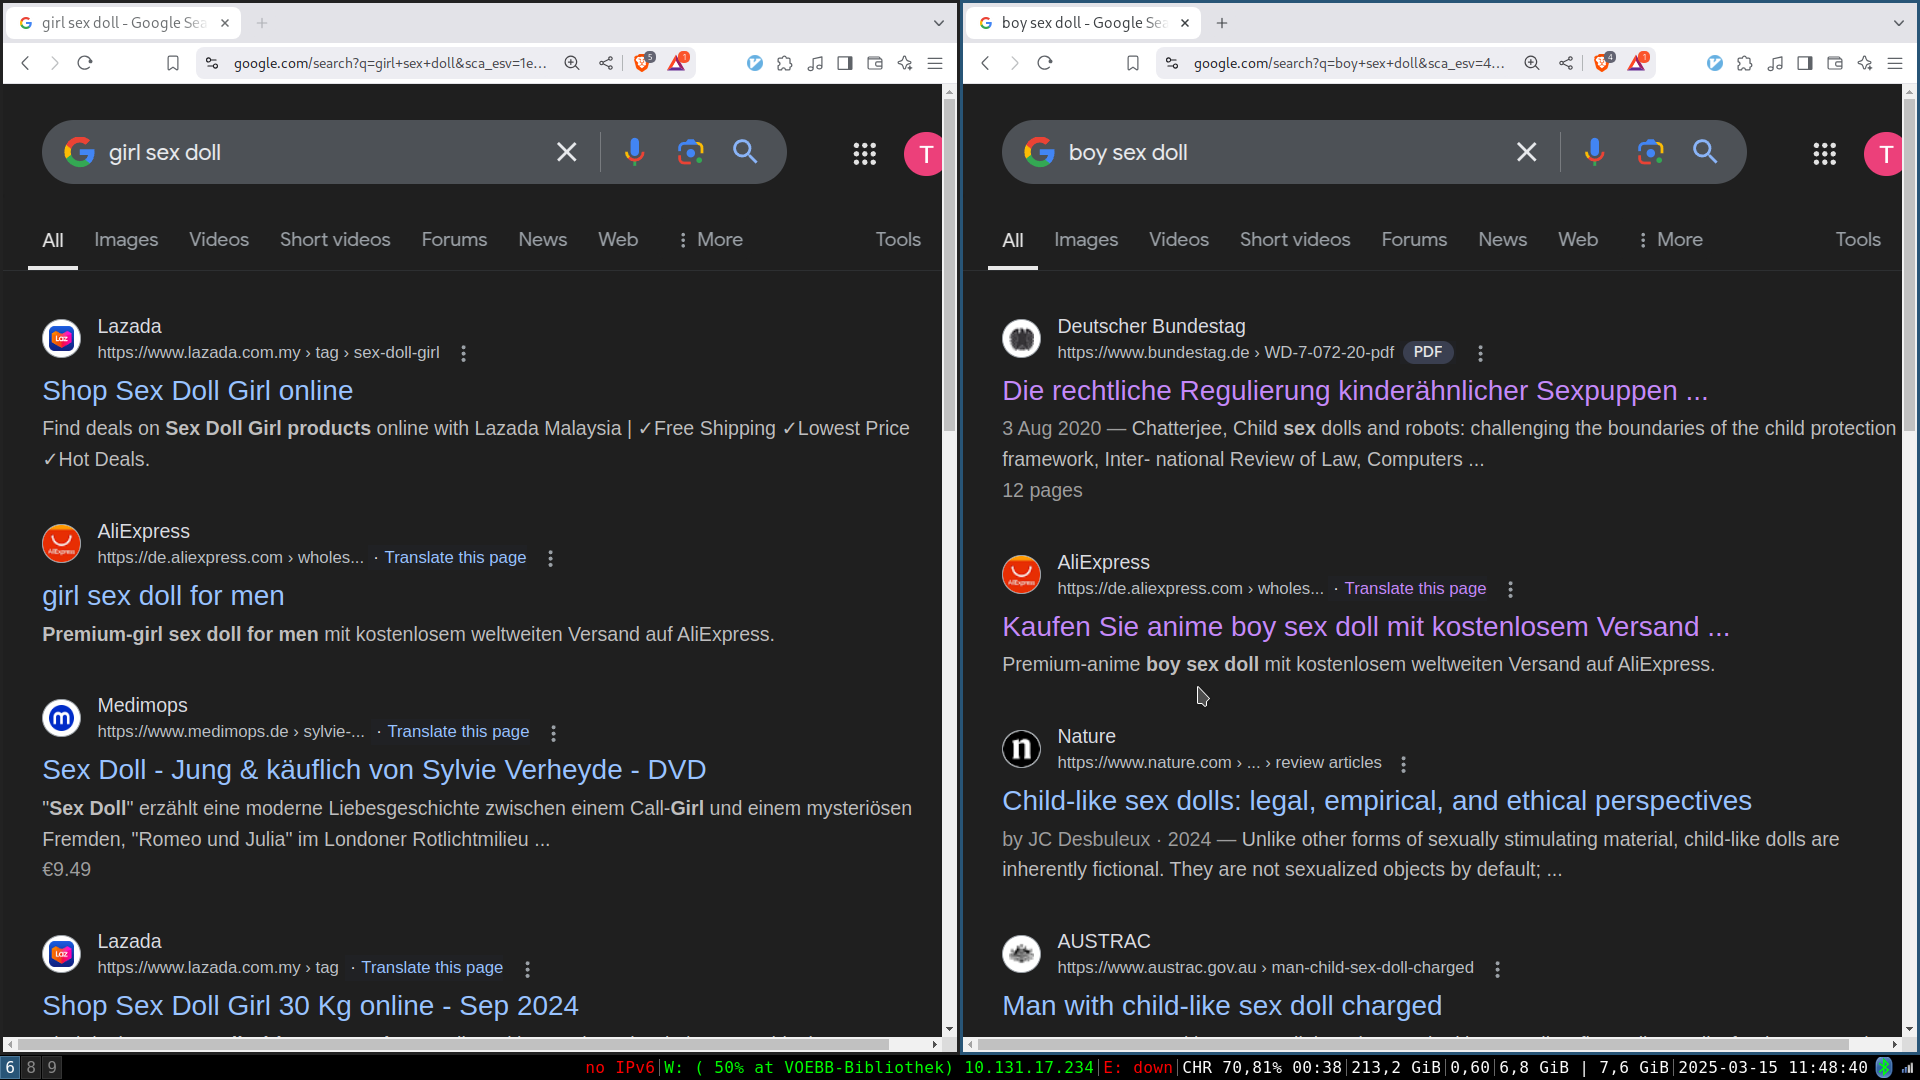 girl sex doll - Google Sea
google.com/search?q=girl+sex+doll&sca_esv=1e...
5
1
girl sex doll
T
All Images Videos Short videos Forums News Web More Tools
Lazada
https://www.lazada.com.my › tag › sex-doll-girl
Shop Sex Doll Girl online
Find deals on Sex Doll Girl products online with Lazada Malaysia | ✓Free Shipping ✓Lowest Price
✓Hot Deals.
AliExpress
https://de.aliexpress.com › wholes... · Translate this page
girl sex doll for men
Premium-girl sex doll for men mit kostenlosem weltweiten Versand auf AliExpress.
Medimops
https://www.medimops.de › sylvie-... · Translate this page
Sex Doll - Jung & käuflich von Sylvie Verheyde - DVD
"Sex Doll" erzählt eine moderne Liebesgeschichte zwischen einem Call-Girl und einem mysteriösen
Fremden, "Romeo und Julia" im Londoner Rotlichtmilieu ...
€9.49
Lazada
https://www.lazada.com.my › tag · Translate this page
Shop Sex Doll Girl 30 Kg online - Sep 2024
boy sex doll - Google Sea
google.com/search?q=boy+sex+doll&sca_esv=4...
4
1
boy sex doll
T
All Images Videos Short videos Forums News Web More Tools
Deutscher Bundestag
https://www.bundestag.de › WD-7-072-20-pdf PDF
Die rechtliche Regulierung kinderähnlicher Sexpuppen ...
3 Aug 2020 — Chatterjee, Child sex dolls and robots: challenging the boundaries of the child protection
framework, Inter- national Review of Law, Computers ...
12 pages
AliExpress
https://de.aliexpress.com › wholes... · Translate this page
Kaufen Sie anime boy sex doll mit kostenlosem Versand ...
Premium-anime boy sex doll mit kostenlosem weltweiten Versand auf AliExpress.
Nature
https://www.nature.com › ... › review articles
Child-like sex dolls: legal, empirical, and ethical perspectives
by JC Desbuleux · 2024 — Unlike other forms of sexually stimulating material, child-like dolls are
inherently fictional. They are not sexualized objects by default; ...
AUSTRAC
https://www.austrac.gov.au › man-child-sex-doll-charged
Man with child-like sex doll charged
6 8 9
no IPv6|W: ( 50% at VOEBB-Bibliothek) 10.131.17.234|E: down|CHR 70,81% 00:38|213,2 GiB|0,60|6,8 GiB | 7,6 GiB|2025-03-15 11:48:40